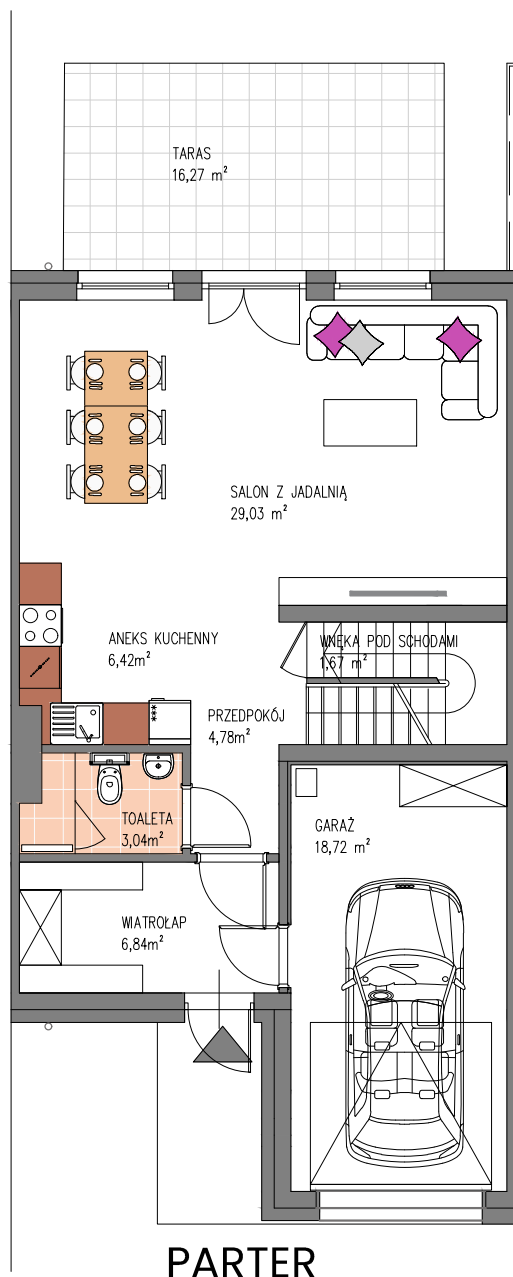 TARAS
16,27 m²
SALON Z JADALNIĄ
29,03 m²
ANEKS KUCHENNY
6,42m²
WNĘKA POD SCHODAMI
1,67 m²
PRZEDPOKÓJ
4,78m²
TOALETA
3,04m²
GARAŻ
18,72 m²
WIATROŁAP
6,84m²
PARTER